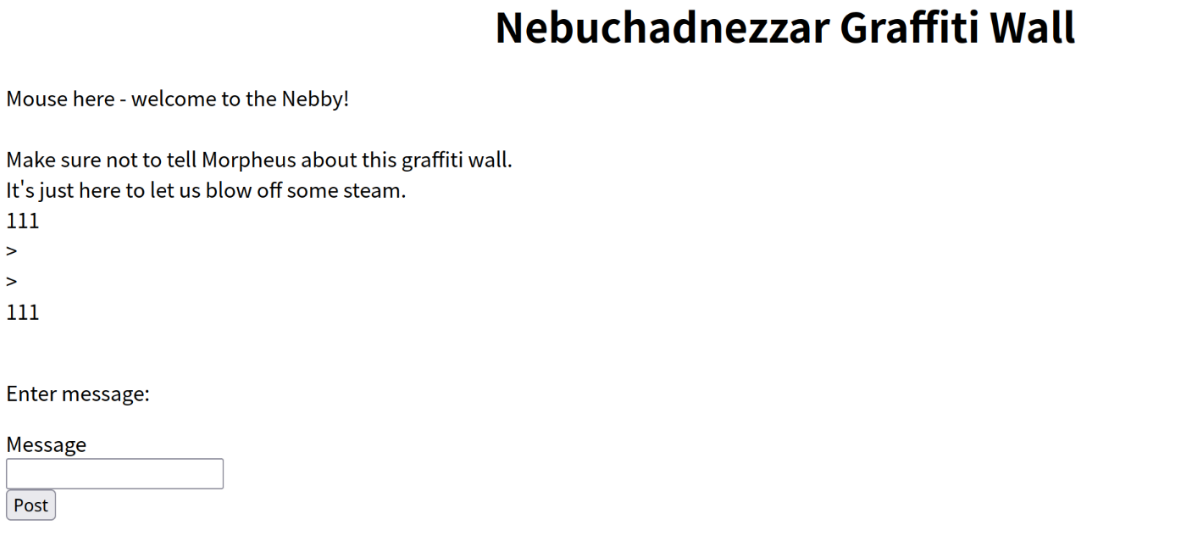 Nebuchadnezzar Graffiti Wall
Mouse here - welcome to the Nebby!
Make sure not to tell Morpheus about this graffiti wall.
It's just here to let us blow off some steam.
111
>
>
111
Enter message:
Message
Post